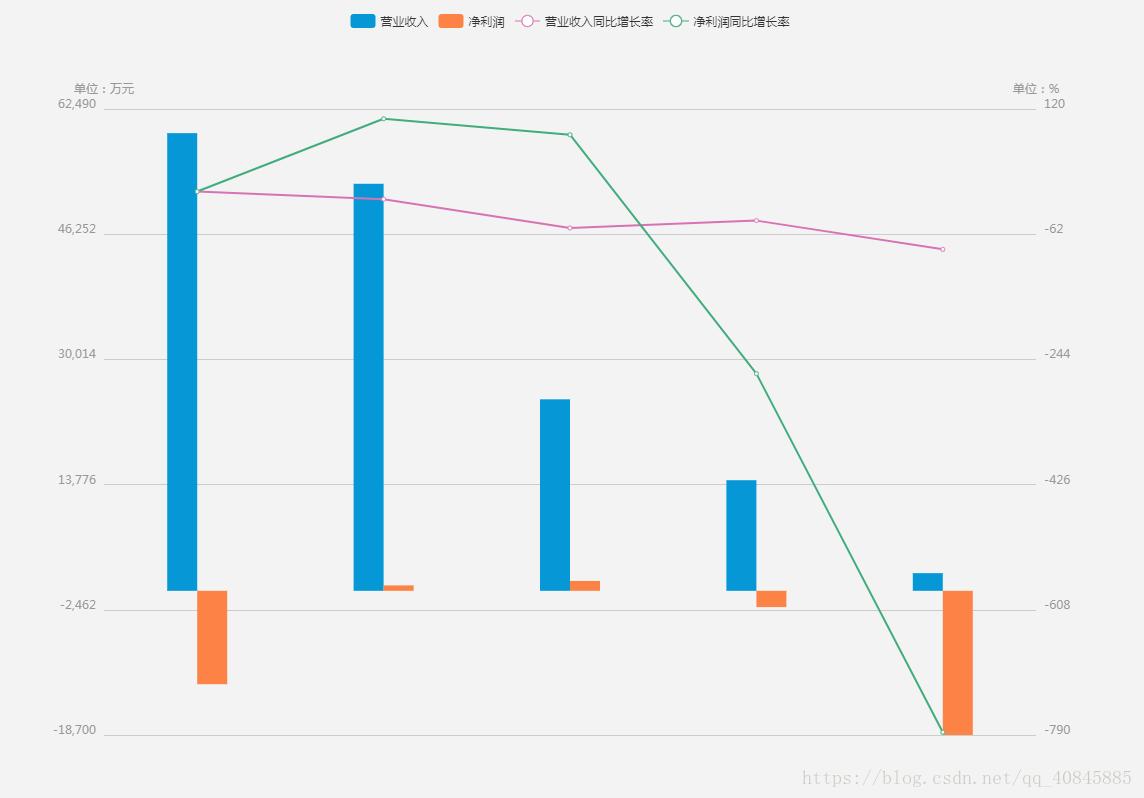 营业收入 净利润 营业收入同比增长率 净利润同比增长率
单位：万元 单位：%
62,490 120
46,252 -62
30,014 -244
13,776 -426
-2,462 -608
-18,700 -790
https://blog.csdn.net/qq_40845885